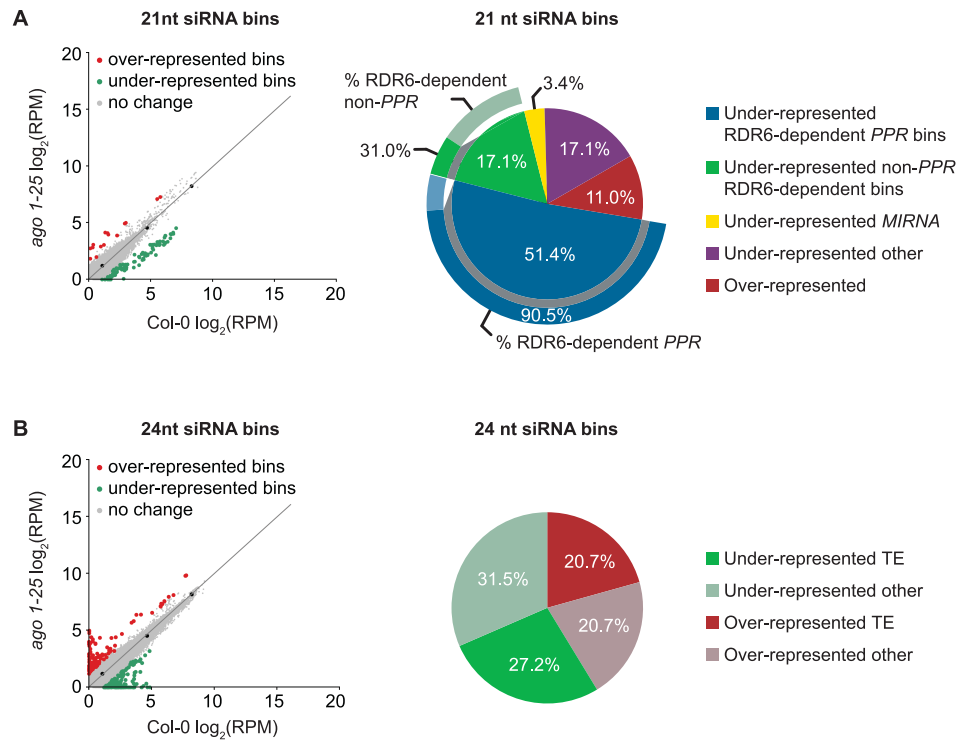 A
21nt siRNA bins
21 nt siRNA bins
20
15
10
5
0
0
5
10
15
20
ago 1-25 log2(RPM)
Col-0 log2(RPM)
over-represented bins
under-represented bins
no change
% RDR6-dependent
non-PPR
3.4%
31.0%
17.1%
17.1%
11.0%
51.4%
90.5%
% RDR6-dependent PPR
Under-represented
RDR6-dependent PPR bins
Under-represented non-PPR
RDR6-dependent bins
Under-represented MIRNA
Under-represented other
Over-represented
B
24nt siRNA bins
24 nt siRNA bins
20
15
10
5
0
0
5
10
15
20
ago 1-25 log2(RPM)
Col-0 log2(RPM)
over-represented bins
under-represented bins
no change
31.5%
20.7%
20.7%
27.2%
Under-represented TE
Under-represented other
Over-represented TE
Over-represented other